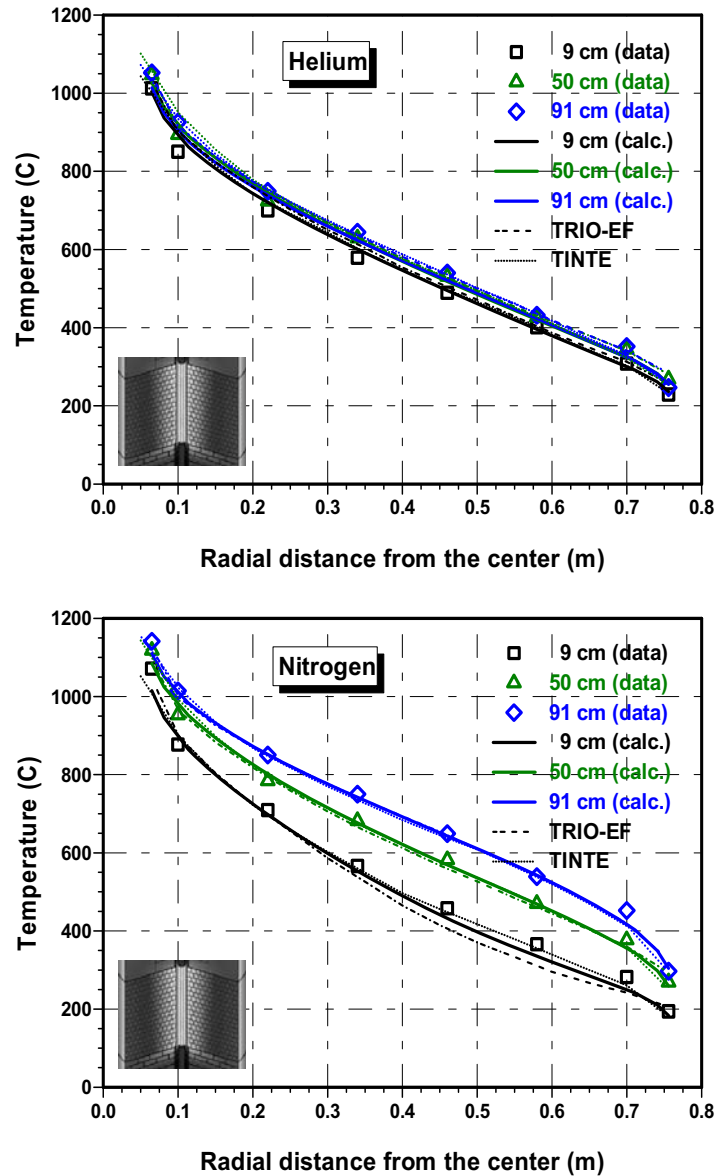 1200
1000
800
600
400
200
0
Temperature (C)
Helium
9 cm (data)
50 cm (data)
91 cm (data)
9 cm (calc.)
50 cm (calc.)
91 cm (calc.)
TRIO-EF
TINTE
0.0 0.1 0.2 0.3 0.4 0.5 0.6 0.7 0.8
Radial distance from the center (m)
1200
1000
800
600
400
200
0
Temperature (C)
Nitrogen
9 cm (data)
50 cm (data)
91 cm (data)
9 cm (calc.)
50 cm (calc.)
91 cm (calc.)
TRIO-EF
TINTE
0.0 0.1 0.2 0.3 0.4 0.5 0.6 0.7 0.8
Radial distance from the center (m)